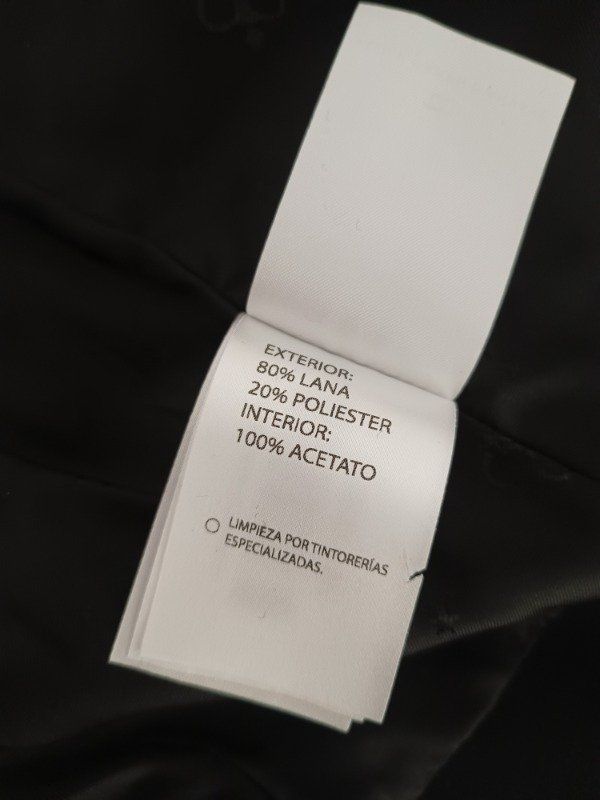 EXTERIOR:
80% LANA
20% POLIESTER
INTERIOR:
100% ACETATO
LIMPIEZA POR TINTORERÍAS
ESPECIALIZADAS.